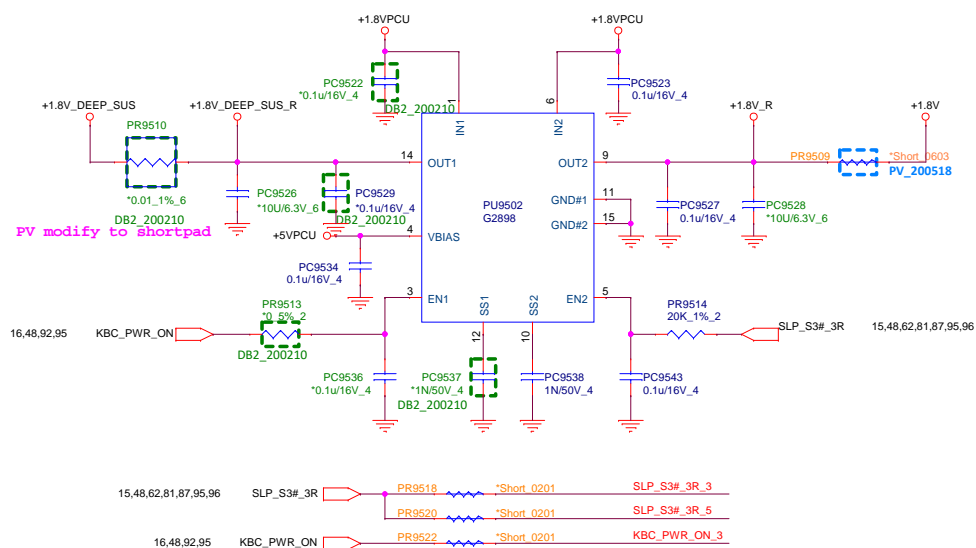 +1.8VPCU
+1.8VPCU
PC9522
*0.1u/16V_4
DB2_200210
PC9523
0.1u/16V_4
+1.8V_DEEP_SUS
+1.8V_DEEP_SUS_R
+1.8V_R
+1.8V
1
6
IN1
IN2
PR9510
*0.01_1%_6
DB2_200210
PV modify to shortpad
14
OUT1
OUT2
9
PR9509
*Short_0603
PV_200518
PC9526
*10U/6.3V_6
PC9529
*0.1u/16V_4
DB2_200210
PU9502
G2898
GND#1
11
GND#2
15
PC9527
0.1u/16V_4
PC9528
*10U/6.3V_6
+5VPCU
4
VBIAS
PC9534
0.1u/16V_4
3
EN1
SS1
SS2
EN2
5
12
10
16,48,92,95
KBC_PWR_ON
PR9513
*0_5%_2
DB2_200210
PR9514
20K_1%_2
SLP_S3#_3R
15,48,62,81,87,95,96
PC9536
*0.1u/16V_4
PC9537
*1N/50V_4
DB2_200210
PC9538
1N/50V_4
PC9543
0.1u/16V_4
15,48,62,81,87,95,96
SLP_S3#_3R
PR9518
*Short_0201
SLP_S3#_3R_3
PR9520
*Short_0201
SLP_S3#_3R_5
16,48,92,95
KBC_PWR_ON
PR9522
*Short_0201
KBC_PWR_ON_3